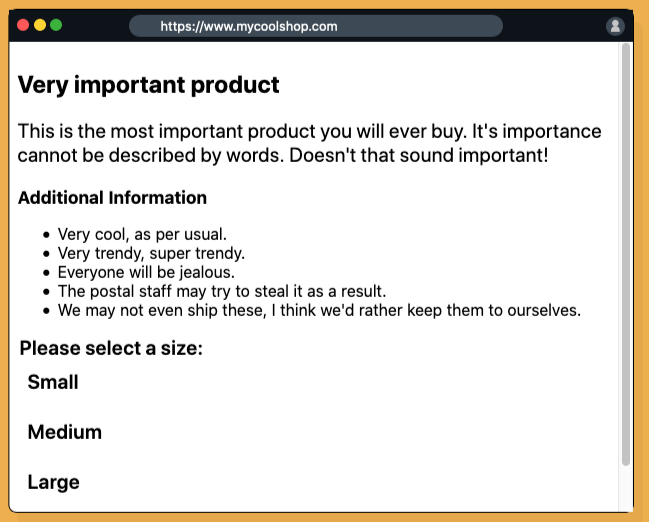 https://www.mycoolshop.com
Very important product
This is the most important product you will ever buy. It's importance
cannot be described by words. Doesn't that sound important!
Additional Information
• Very cool, as per usual.
• Very trendy, super trendy.
• Everyone will be jealous.
• The postal staff may try to steal it as a result.
• We may not even ship these, I think we'd rather keep them to ourselves.
Please select a size:
Small
Medium
Large